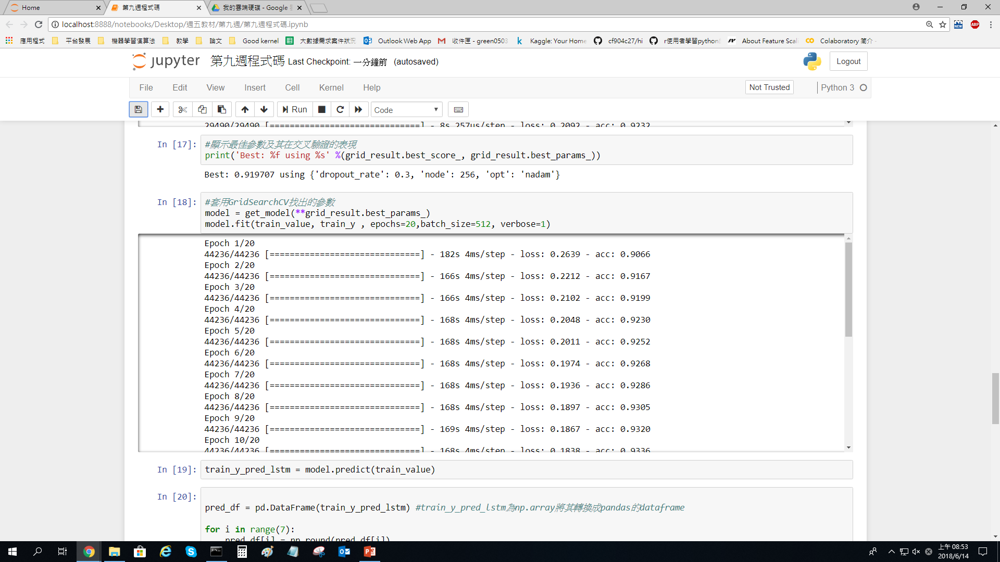 Home
第九週程式碼
我的雲端硬碟 - Google
localhost:8888/notebooks/Desktop/週五教材/第九週/第九週程式碼.ipynb
應用程式 平台發展 機器學習演算法 教學 論文 Good kernel 大數據需求案件狀況 Outlook Web App 收件匣 - green0503 Kaggle: Your Home cf904c27/hi r使用者學習python About Feature Scal Colaboratory 簡介 -
NEW ABP
jupyter 第九週程式碼 Last Checkpoint: 一分鐘前 (autosaved)
Logout
File Edit View Insert Cell Kernel Help
Not Trusted Python 3
Run Code
29490/29490 [==============================] - 8s 257us/step - loss: 0.2092 - acc: 0.9232
In [17]:
#顯示最佳參數及其在交叉驗證的表現
print('Best: %f using %s' %(grid_result.best_score_, grid_result.best_params_))
Best: 0.919707 using {'dropout_rate': 0.3, 'node': 256, 'opt': 'nadam'}
In [18]:
#套用GridSearchCV找出的參數
model = get_model(**grid_result.best_params_)
model.fit(train_value, train_y , epochs=20,batch_size=512, verbose=1)
Epoch 1/20
44236/44236 [==============================] - 182s 4ms/step - loss: 0.2639 - acc: 0.9066
Epoch 2/20
44236/44236 [==============================] - 166s 4ms/step - loss: 0.2212 - acc: 0.9167
Epoch 3/20
44236/44236 [==============================] - 166s 4ms/step - loss: 0.2102 - acc: 0.9199
Epoch 4/20
44236/44236 [==============================] - 168s 4ms/step - loss: 0.2048 - acc: 0.9230
Epoch 5/20
44236/44236 [==============================] - 168s 4ms/step - loss: 0.2011 - acc: 0.9252
Epoch 6/20
44236/44236 [==============================] - 168s 4ms/step - loss: 0.1974 - acc: 0.9268
Epoch 7/20
44236/44236 [==============================] - 168s 4ms/step - loss: 0.1936 - acc: 0.9286
Epoch 8/20
44236/44236 [==============================] - 168s 4ms/step - loss: 0.1897 - acc: 0.9305
Epoch 9/20
44236/44236 [==============================] - 169s 4ms/step - loss: 0.1867 - acc: 0.9320
Epoch 10/20
44236/44236 [==============================] - 168s 4ms/step - loss: 0.1838 - acc: 0.9336
In [19]:
train_y_pred_lstm = model.predict(train_value)
In [20]:
pred_df = pd.DataFrame(train_y_pred_lstm) #train_y_pred_lstm為np.array將其轉換成pandas的dataframe
for i in range(7):
pred_df[i] = np.round(pred_df[i])
上午 08:53
2018/6/14